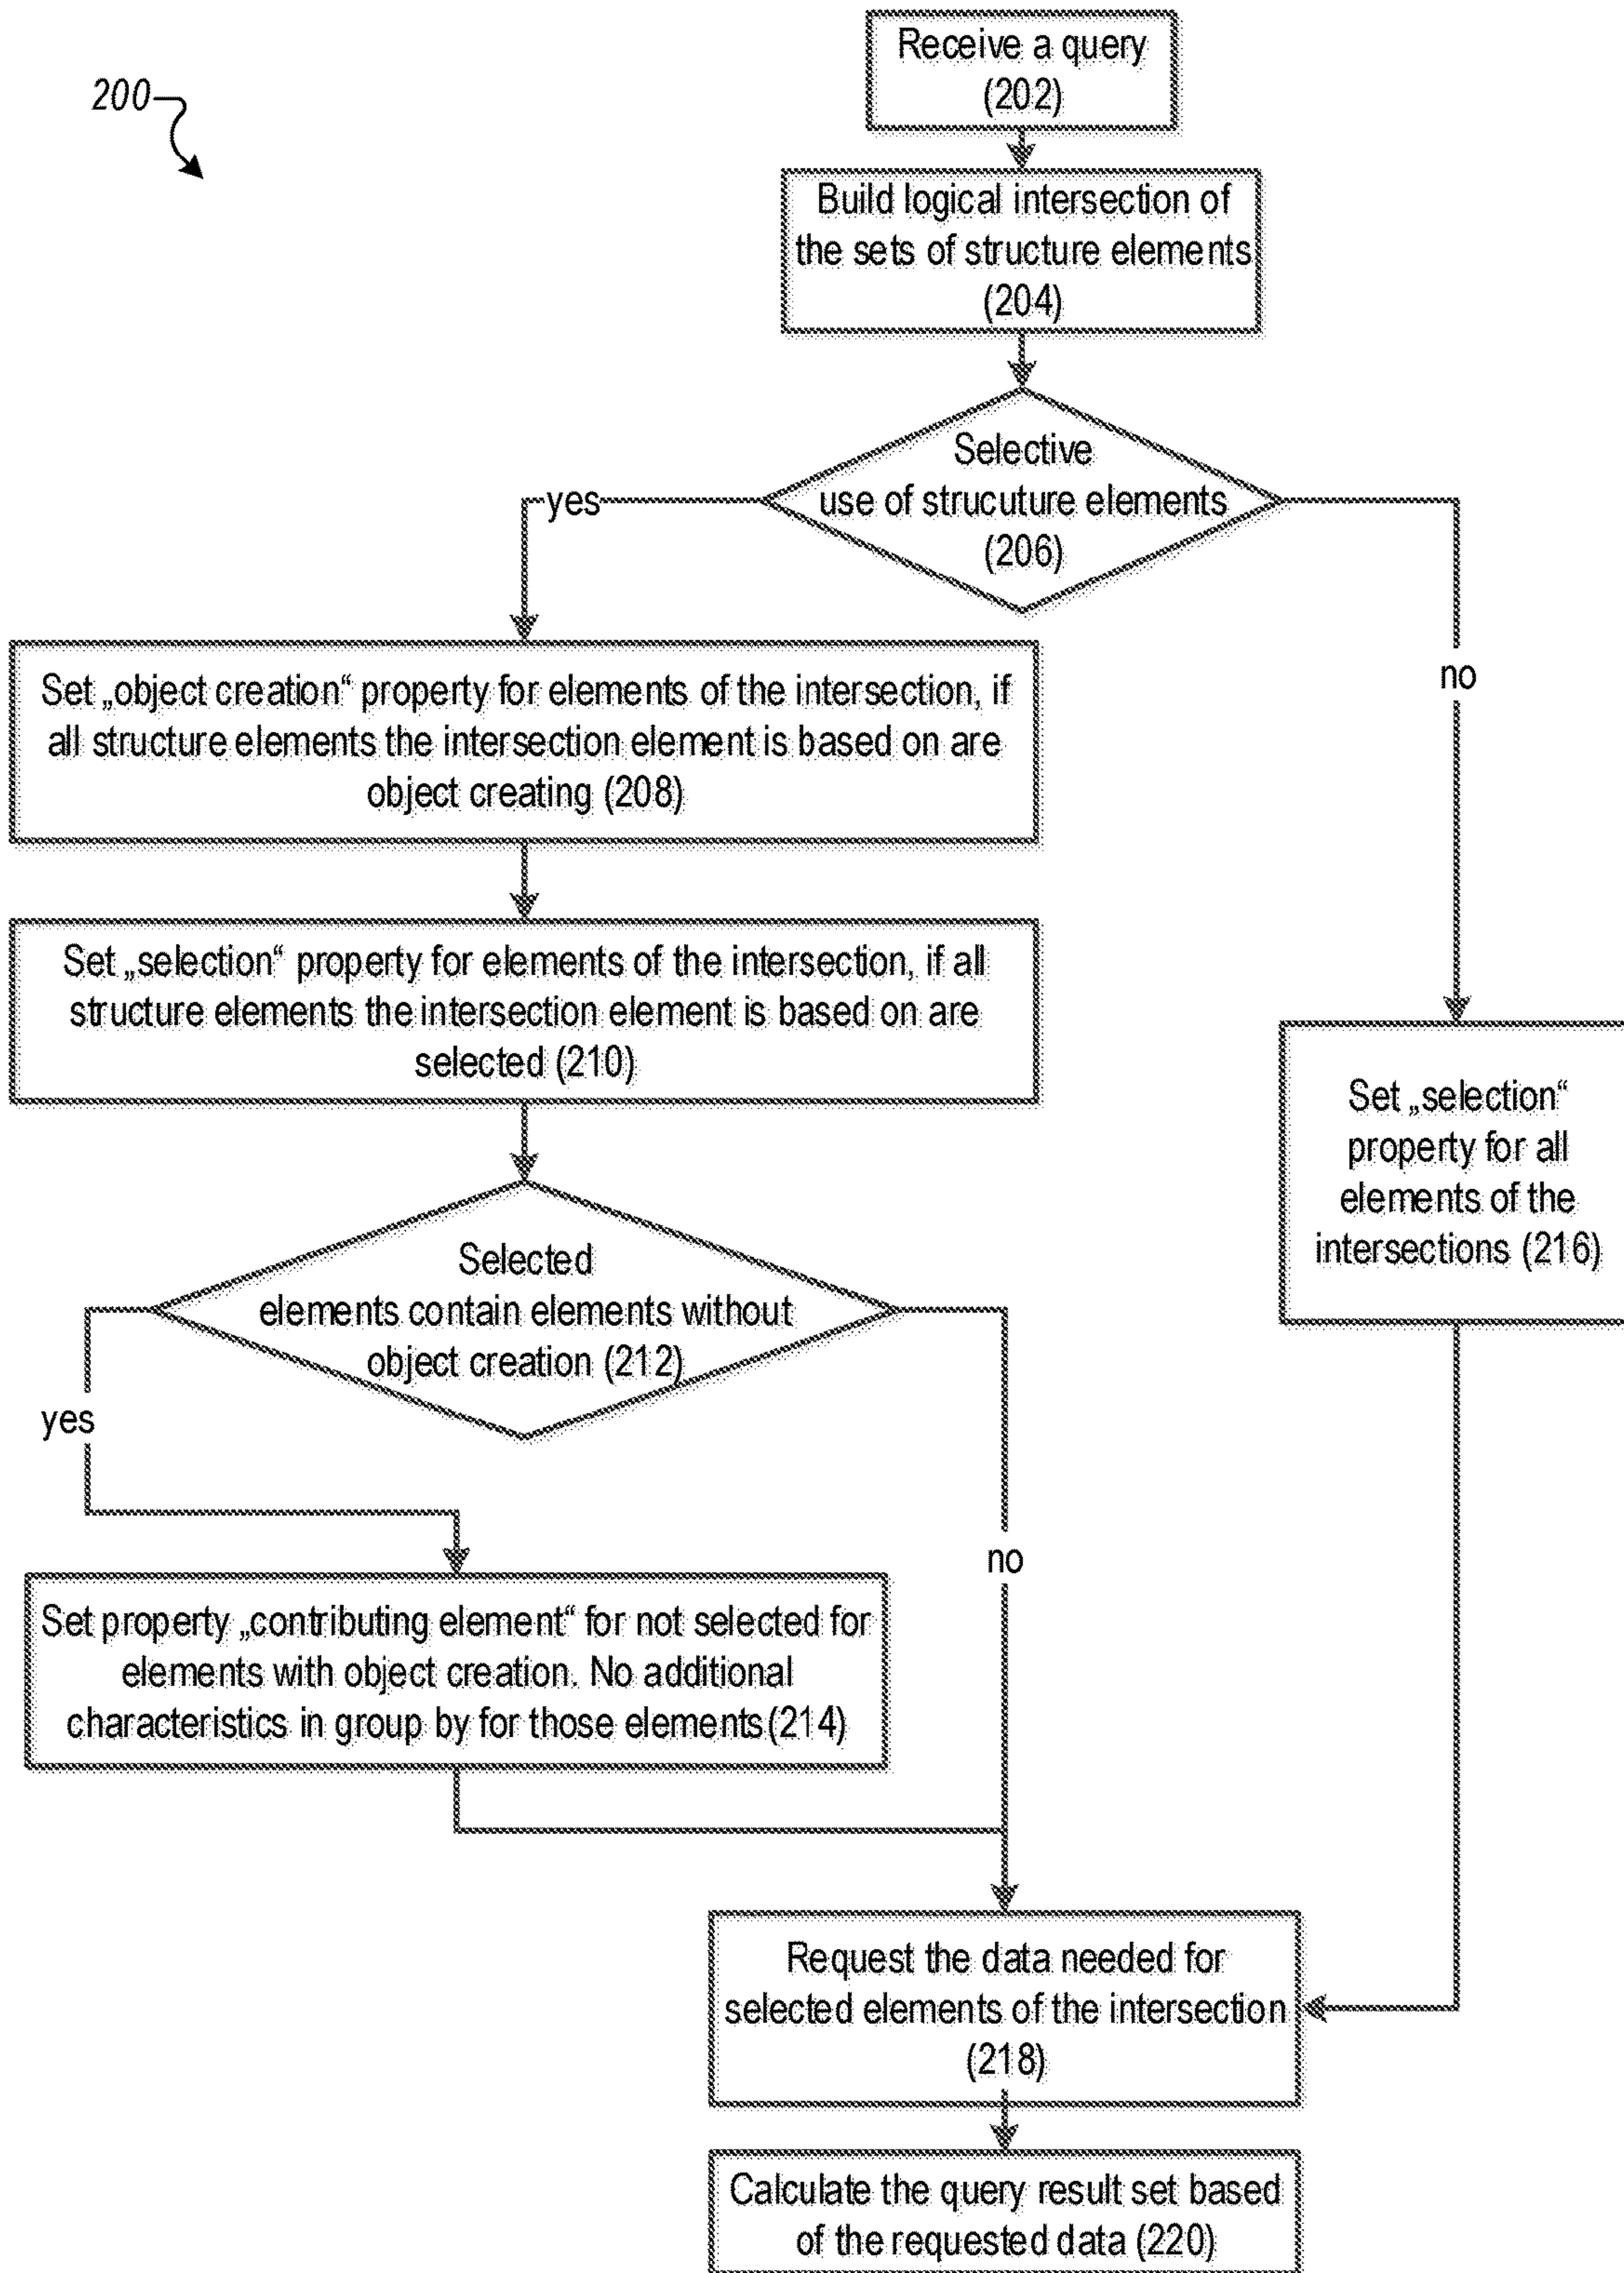 200
Receive a query
(202)
Build logical intersection of
the sets of structure elements
(204)
Selective
use of strucuture elements
(206)
yes
no
Set „object creation“ property for elements of the intersection, if
all structure elements the intersection element is based on are
object creating (208)
Set „selection“ property for elements of the intersection, if all
structure elements the intersection element is based on are
selected (210)
Set „selection“
property for all
elements of the
intersections (216)
Selected
elements contain elements without
object creation (212)
yes
no
Set property „contributing element“ for not selected for
elements with object creation. No additional
characteristics in group by for those elements(214)
Request the data needed for
selected elements of the intersection
(218)
Calculate the query result set based
of the requested data (220)